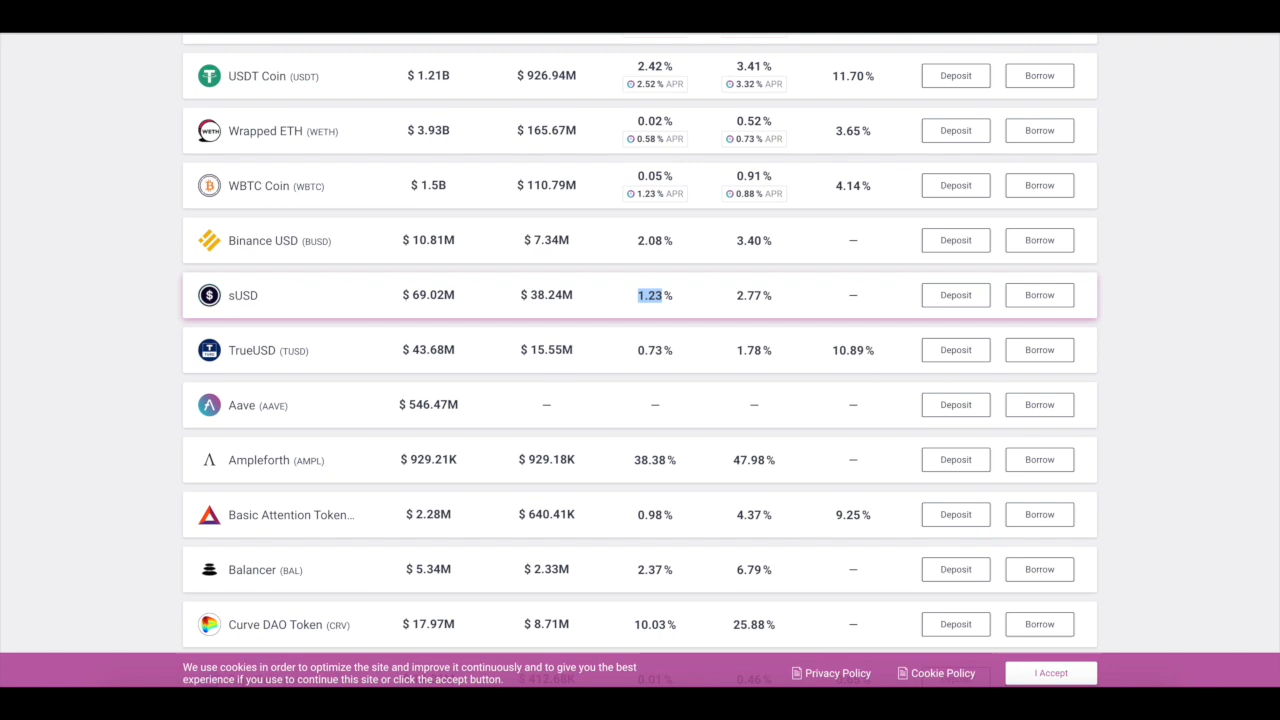 USDT Coin (USDT) $ 1.21B $ 926.94M 2.42 % 3.41 % 11.70 % Deposit Borrow
2.52 % APR 3.32 % APR
Wrapped ETH (WETH) $ 3.93B $ 165.67M 0.02 % 0.52 % 3.65 % Deposit Borrow
0.58 % APR 0.73 % APR
WBTC Coin (WBTC) $ 1.5B $ 110.79M 0.05 % 0.91 % 4.14 % Deposit Borrow
1.23 % APR 0.88 % APR
Binance USD (BUSD) $ 10.81M $ 7.34M 2.08 % 3.40 % — Deposit Borrow
sUSD $ 69.02M $ 38.24M 1.23 % 2.77 % — Deposit Borrow
TrueUSD (TUSD) $ 43.68M $ 15.55M 0.73 % 1.78 % 10.89 % Deposit Borrow
Aave (AAVE) $ 546.47M — — — — Deposit Borrow
Ampleforth (AMPL) $ 929.21K $ 929.18K 38.38 % 47.98 % — Deposit Borrow
Basic Attention Token... $ 2.28M $ 640.41K 0.98 % 4.37 % 9.25 % Deposit Borrow
Balancer (BAL) $ 5.34M $ 2.33M 2.37 % 6.79 % — Deposit Borrow
Curve DAO Token (CRV) $ 17.97M $ 8.71M 10.03 % 25.88 % — Deposit Borrow
We use cookies in order to optimize the site and improve it continuously and to give you the best
experience if you use to continue this site or click the accept button.
Privacy Policy Cookie Policy I Accept